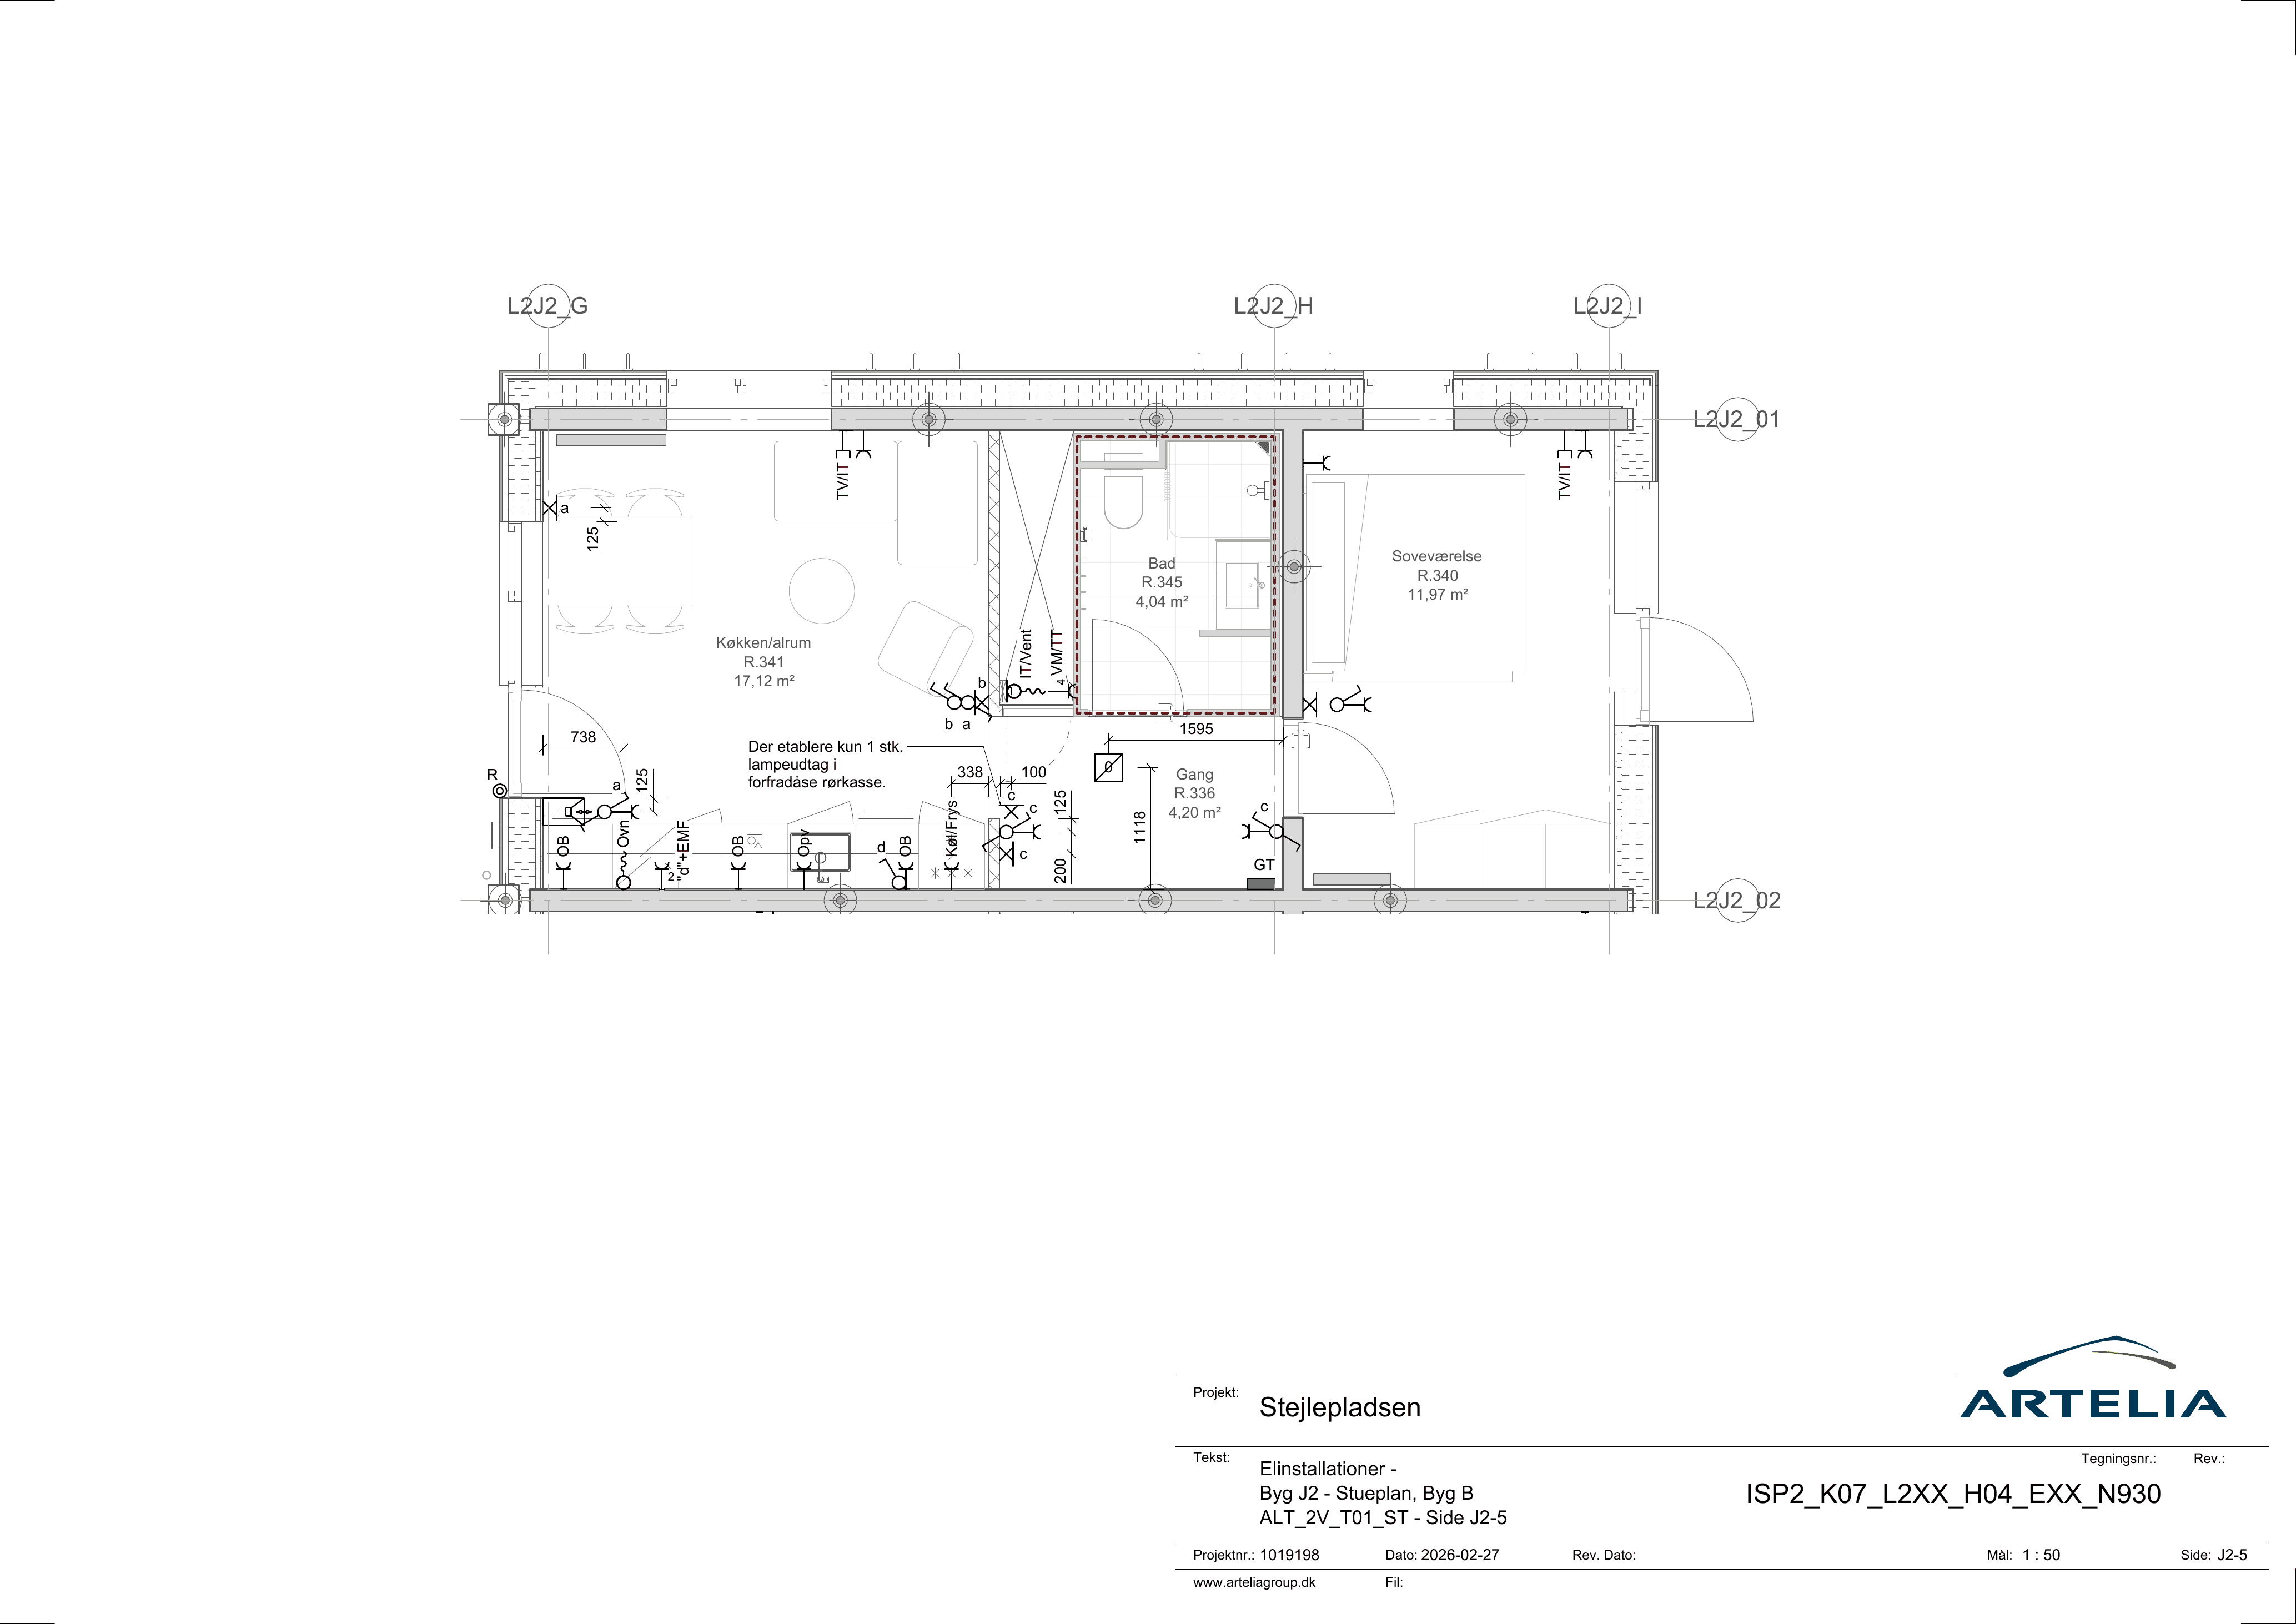 L2J2_G
L2J2_H
L2J2_I
L2J2_01
TV/IT
TV/IT
a
125
Bad
R.345
4,04 m²
Soveværelse
R.340
11,97 m²
Køkken/alrum
R.341
17,12 m²
IT/Vent
4 VM/TT
b
b a
738
1595
Der etablere kun 1 stk.
lampeudtag i
forfradåse rørkasse.
338
100
0
Gang
R.336
4,20 m²
R
a
125
c
c
125
1118
c
c
200
GT
OB
Ovn
2
"d"+EMF
OB
Opv
d
OB
Køl/Frys
L2J2_02
Projekt:
Stejlepladsen
ARTELIA
Tekst:
Elinstallationer -
Byg J2 - Stueplan, Byg B
ALT_2V_T01_ST - Side J2-5
Tegningsnr.:
Rev.:
ISP2_K07_L2XX_H04_EXX_N930
Projektnr.: 1019198
Dato: 2026-02-27
Rev. Dato:
Mål: 1 : 50
Side: J2-5
www.arteliagroup.dk
Fil: